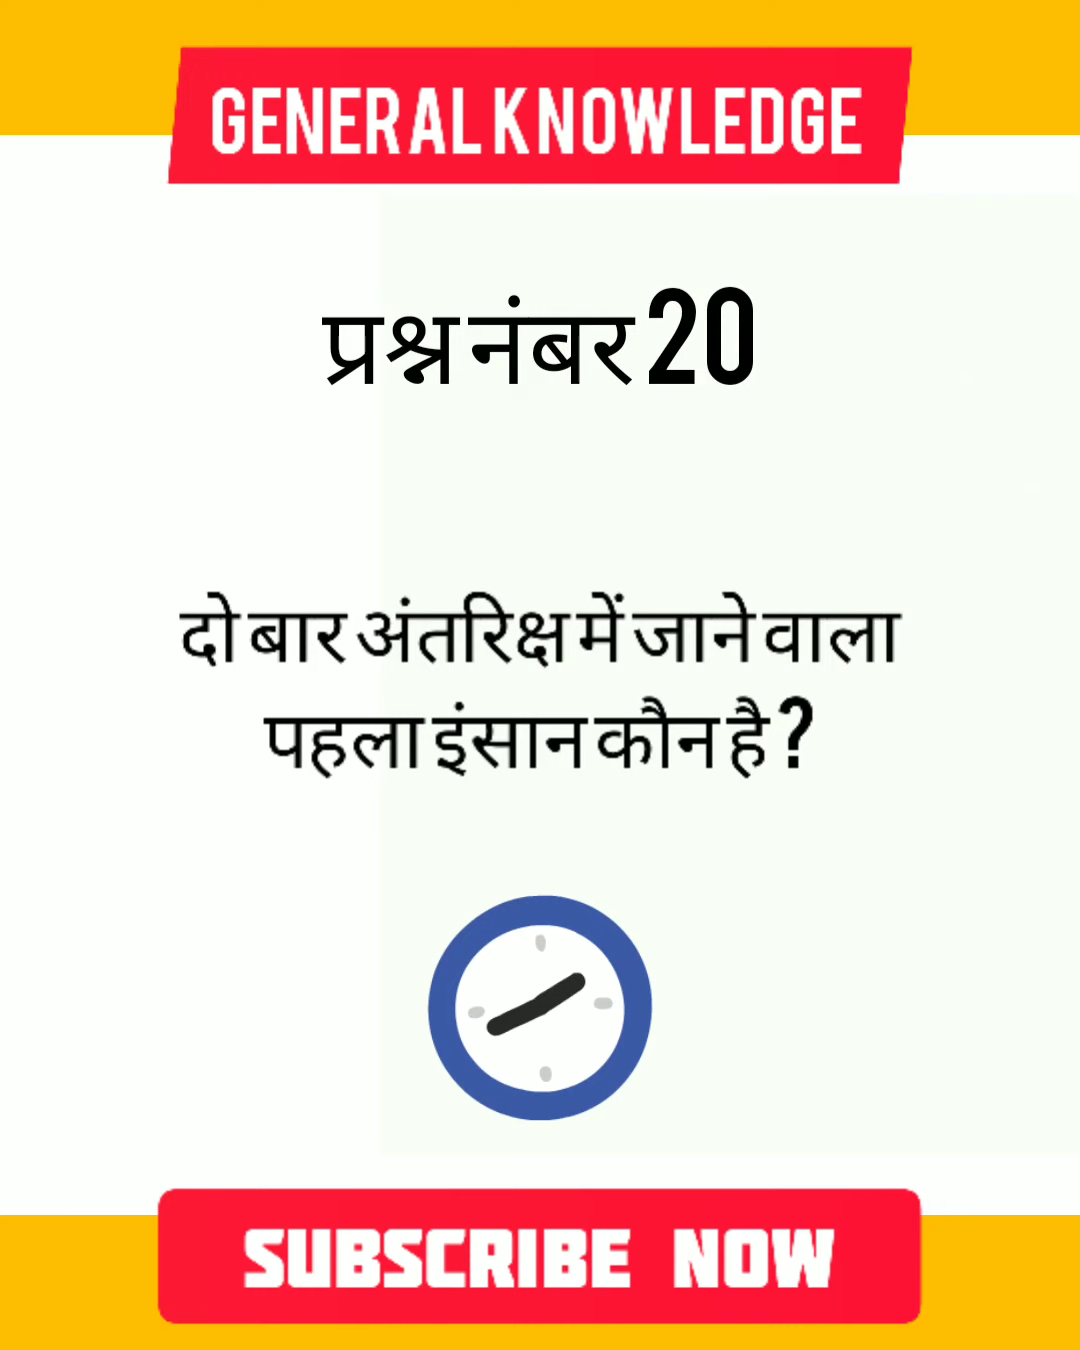 GENERAL KNOWLEDGE
प्रश्न नंबर 20
दो बार अंतरिक्ष में जाने वाला
पहला इंसान कौन है ?
SUBSCRIBE NOW